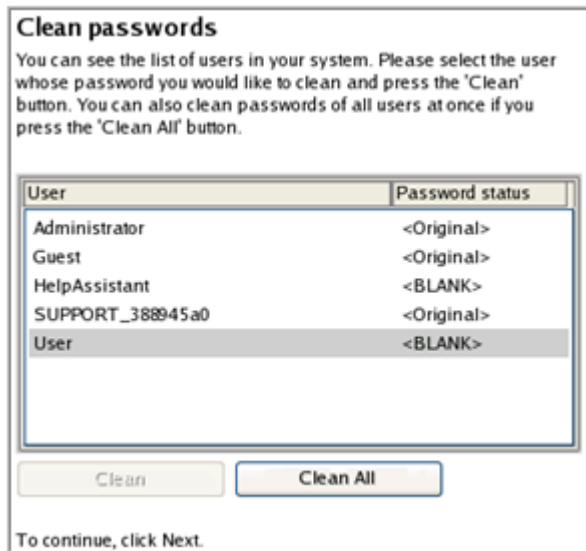 Clean passwords
You can see the list of users in your system. Please select the user
whose password you would like to clean and press the 'Clean'
button. You can also clean passwords of all users at once if you
press the 'Clean All' button.
User Password status
Administrator <Original>
Guest <Original>
HelpAssistant <BLANK>
SUPPORT_388945a0 <Original>
User <BLANK>
Clean Clean All
To continue, click Next.